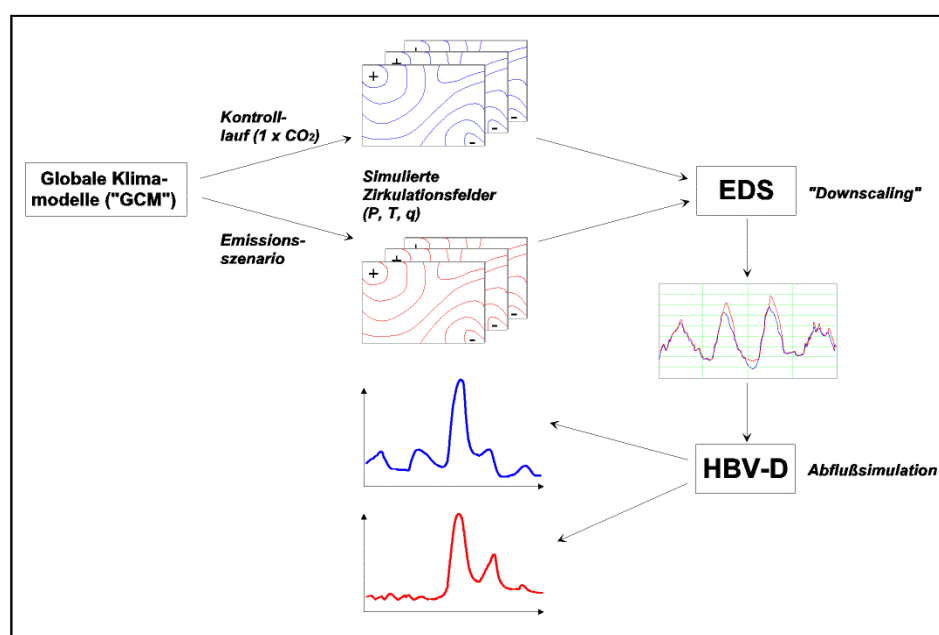 Kontroll-
lauf (1 x CO₂)
Globale Klima-
modelle ("GCM")
Simulierte
Zirkulationsfelder
(P, T, q)
Emissions-
szenario
+
+
+
-
-
-
+
+
+
-
-
-
EDS
"Downscaling"
HBV-D
Abflußsimulation